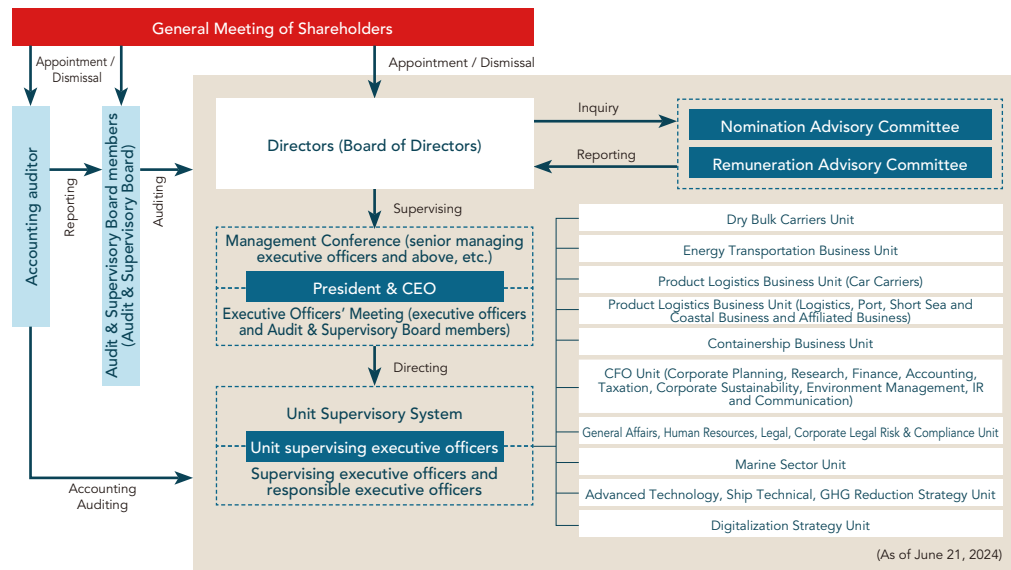 General Meeting of Shareholders
Appointment /
Dismissal
Appointment / Dismissal
Accounting auditor
Reporting
Audit & Supervisory Board members
(Audit & Supervisory Board)
Auditing
Directors (Board of Directors)
Inquiry
Reporting
Nomination Advisory Committee
Remuneration Advisory Committee
Supervising
Management Conference (senior managing
executive officers and above, etc.)
President & CEO
Executive Officers’ Meeting (executive officers
and Audit & Supervisory Board members)
Directing
Unit Supervisory System
Unit supervising executive officers
Supervising executive officers and
responsible executive officers
Accounting
Auditing
Dry Bulk Carriers Unit
Energy Transportation Business Unit
Product Logistics Business Unit (Car Carriers)
Product Logistics Business Unit (Logistics, Port, Short Sea and
Coastal Business and Affiliated Business)
Containership Business Unit
CFO Unit (Corporate Planning, Research, Finance, Accounting,
Taxation, Corporate Sustainability, Environment Management, IR
and Communication)
General Affairs, Human Resources, Legal, Corporate Legal Risk & Compliance Unit
Marine Sector Unit
Advanced Technology, Ship Technical, GHG Reduction Strategy Unit
Digitalization Strategy Unit
(As of June 21, 2024)